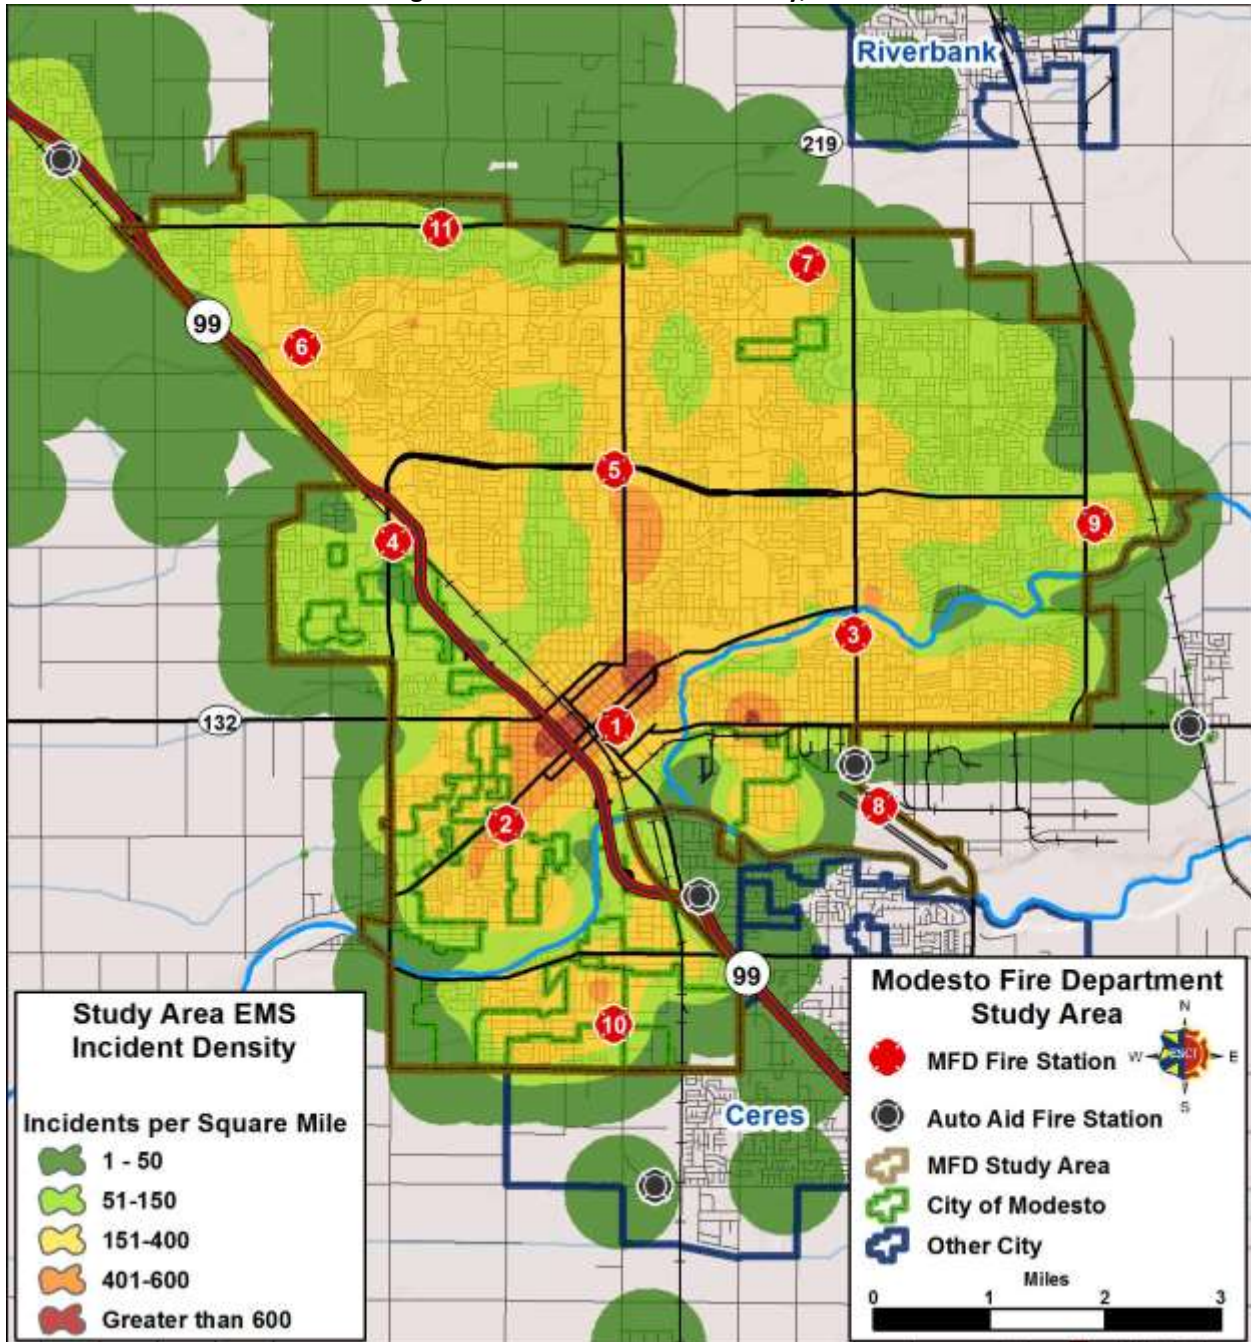 Riverbank
219
11
7
99
6
5
9
4
3
132
1
8
2
99
10
Ceres
Study Area EMS
Incident Density
Incidents per Square Mile
1 - 50
51-150
151-400
401-600
Greater than 600
Modesto Fire Department
Study Area
N
W
E
S
ESCI
MFD Fire Station
Auto Aid Fire Station
MFD Study Area
City of Modesto
Other City
Miles
0 1 2 3